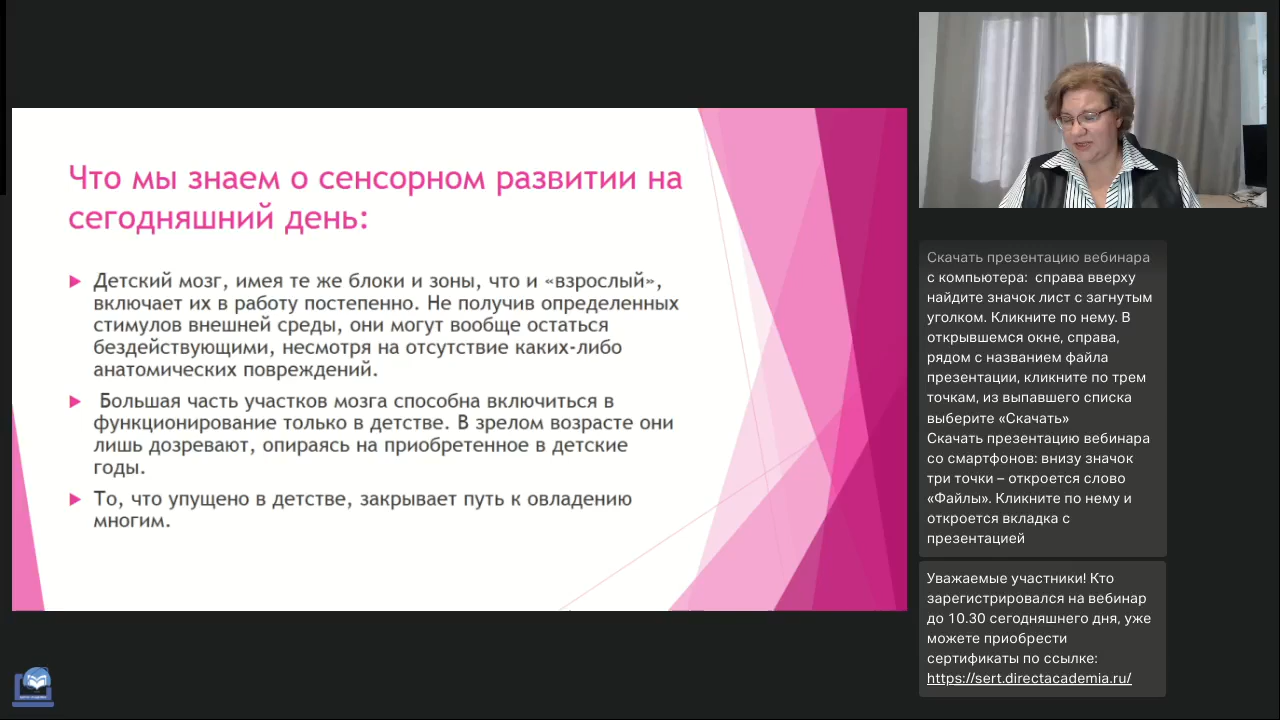 Что мы знаем о сенсорном развитии на
сегодняшний день:
Детский мозг, имея те же блоки и зоны, что и «взрослый»,
включает их в работу постепенно. Не получив определенных
стимулов внешней среды, они могут вообще остаться
бездействующими, несмотря на отсутствие каких-либо
анатомических повреждений.
Большая часть участков мозга способна включиться в
функционирование только в детстве. В зрелом возрасте они
лишь дозревают, опираясь на приобретенное в детские
годы.
То, что упущено в детстве, закрывает путь к овладению
многим.
Скачать презентацию вебинара
с компьютера: справа вверху
найдите значок лист с загнутым
уголком. Кликните по нему. В
открывшемся окне, справа,
рядом с названием файла
презентации, кликните по трем
точкам, из выпавшего списка
выберите «Скачать»
Скачать презентацию вебинара
со смартфонов: внизу значок
три точки – откроется слово
«Файлы». Кликните по нему и
откроется вкладка с
презентацией
Уважаемые участники! Кто
зарегистрировался на вебинар
до 10.30 сегодняшнего дня, уже
можете приобрести
сертификаты по ссылке:
https://sert.directacademia.ru/